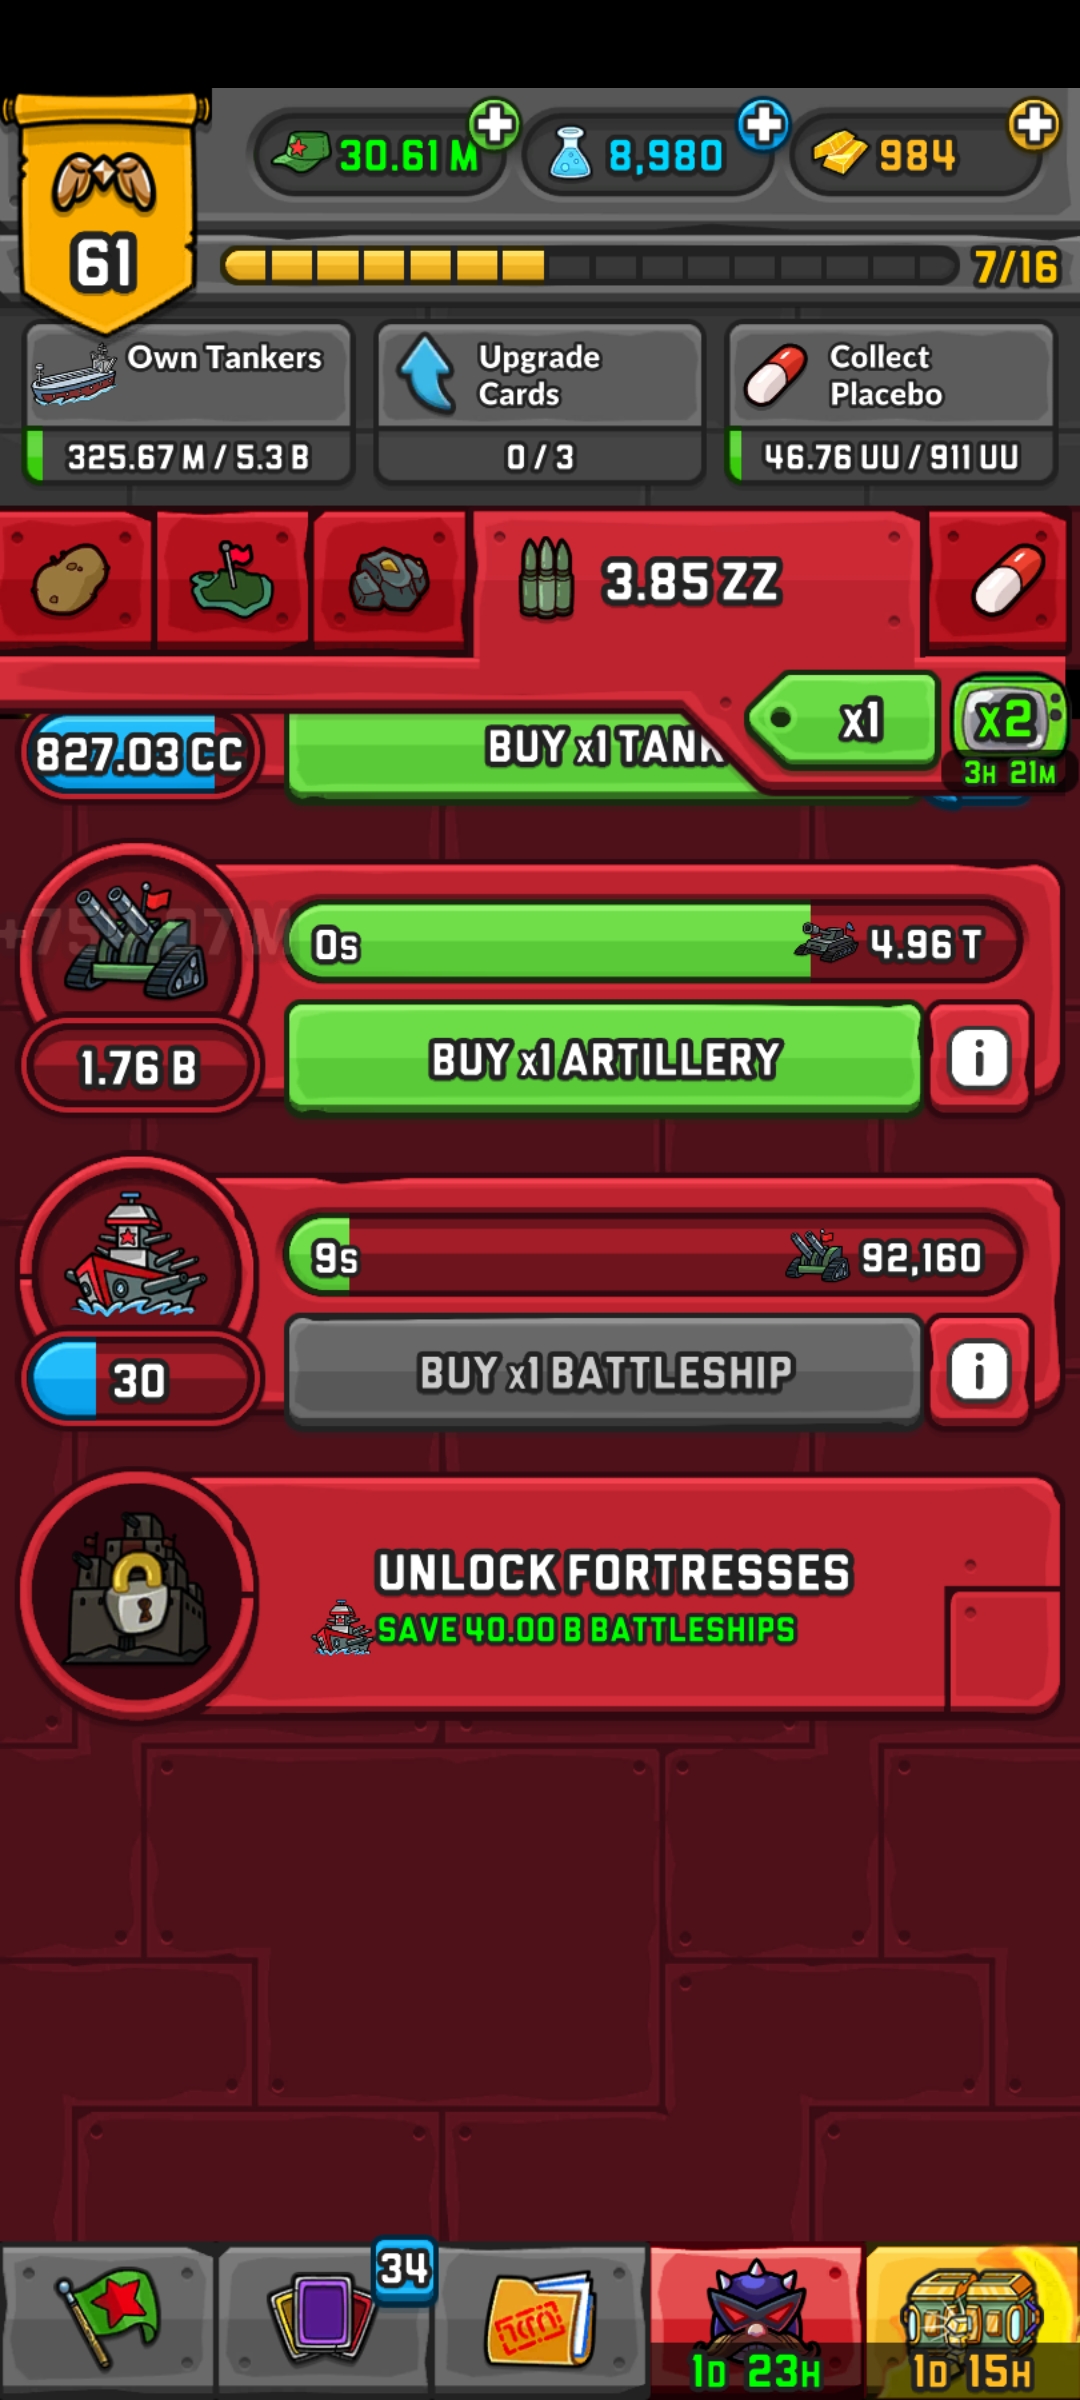 30.61 M
8,980
984
61
7/16
Own Tankers
325.67 M / 5.3 B
Upgrade
Cards
0 / 3
Collect
Placebo
46.76 UU / 911 UU
3.85 ZZ
x1
x2
3H 21M
827.03 CC
BUY x1 TANK
0s
4.96 T
BUY x1 ARTILLERY
i
1.76 B
9s
92,160
BUY x1 BATTLESHIP
i
30
UNLOCK FORTRESSES
SAVE 40.00 B BATTLESHIPS
34
1D 23H
1D 15H